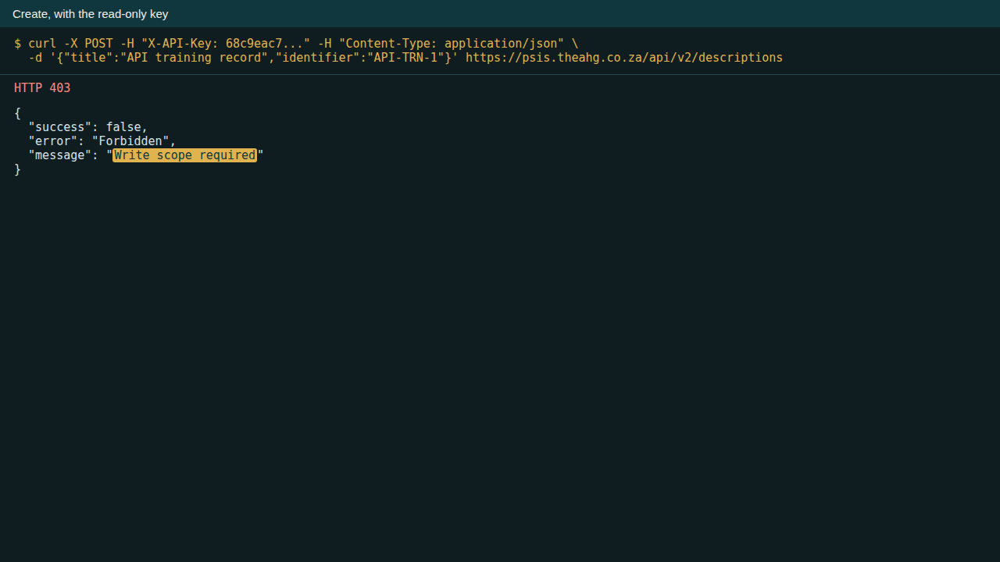 Create, with the read-only key
$ curl -X POST -H "X-API-Key: 68c9eac7..." -H "Content-Type: application/json" \
  -d '{"title":"API training record","identifier":"API-TRN-1"}' https://psis.theahg.co.za/api/v2/descriptions
HTTP 403
{
  "success": false,
  "error": "Forbidden",
  "message": "Write scope required"
}